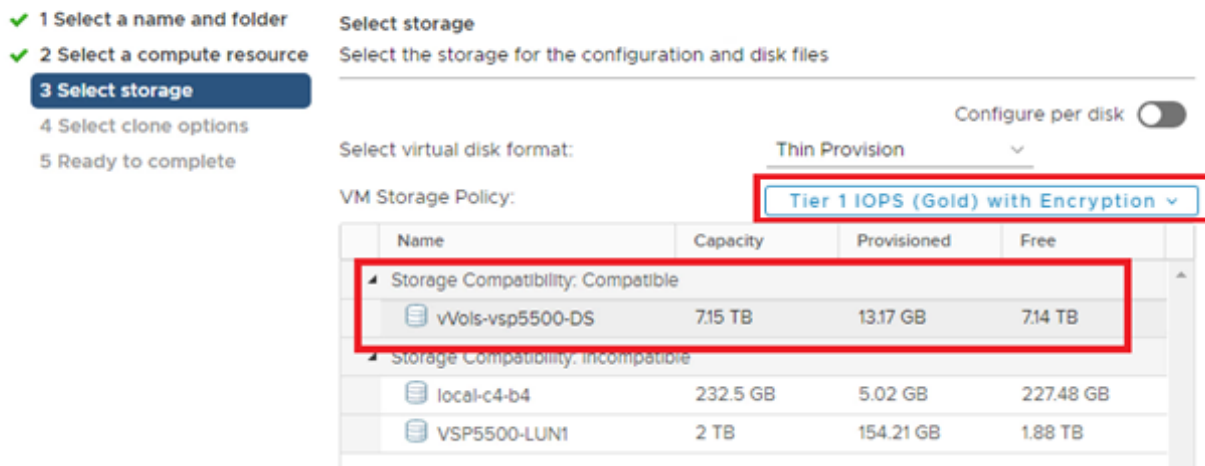 1 Select a name and folder
2 Select a compute resource
3 Select storage
4 Select clone options
5 Ready to complete
Select storage
Select the storage for the configuration and disk files
Configure per disk
Select virtual disk format: Thin Provision
VM Storage Policy: Tier 1 IOPS (Gold) with Encryption
Name Capacity Provisioned Free
Storage Compatibility: Compatible
vVols-vsp5500-DS 7.15 TB 13.17 GB 7.14 TB
Storage Compatibility: Incompatible
local-c4-b4 232.5 GB 5.02 GB 227.48 GB
VSP5500-LUN1 2 TB 154.21 GB 1.88 TB